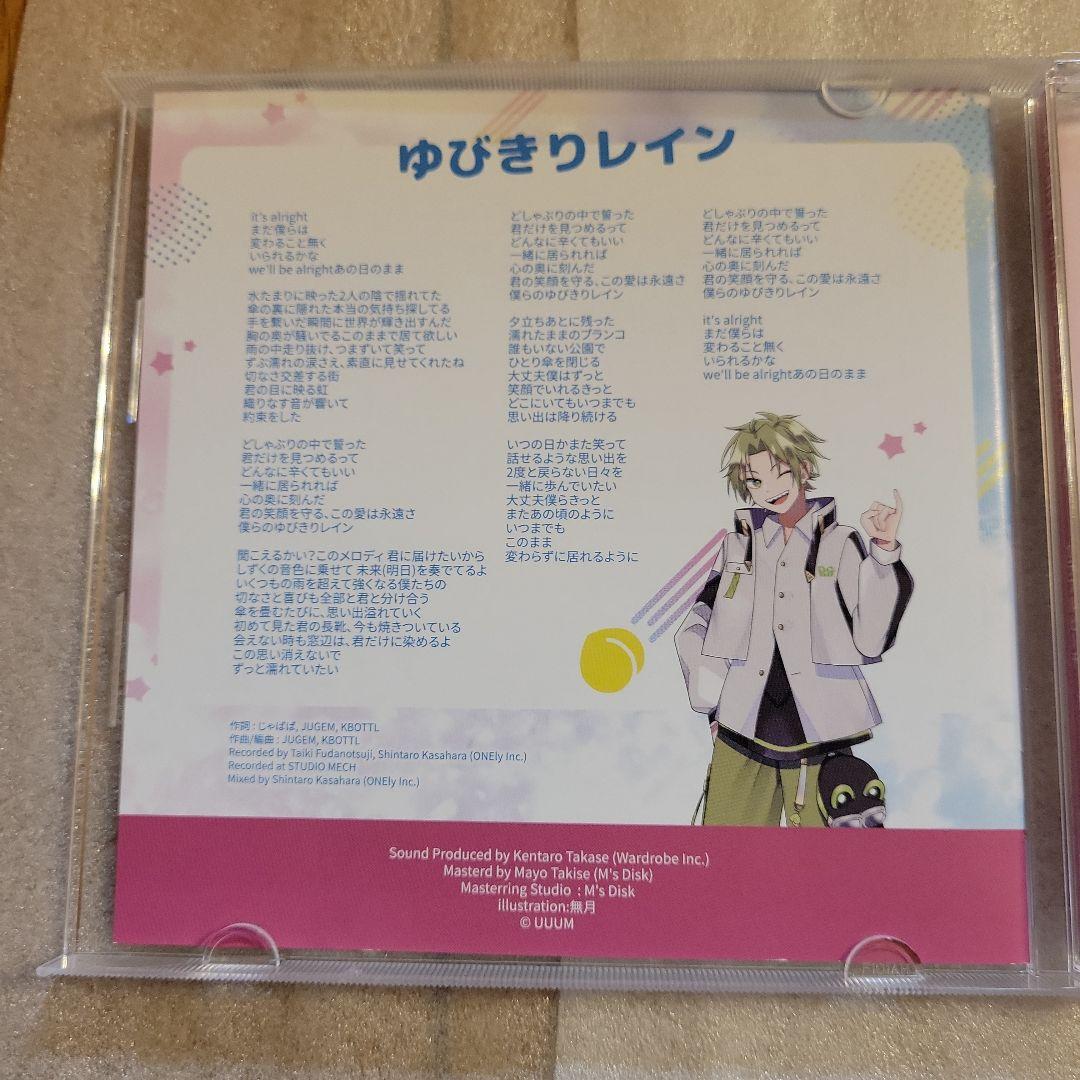 ゆびきりレイン
it's alright
まだ僕らは
変わること無く
いられるかな
we'll be alrightあの日のまま
水たまりに映った2人の陰で揺れてた
傘の裏に隠れた本当の気持ち探してる
手を繋いだ瞬間に世界が輝き出すんだ
胸の奥が騒いでるこのままで居て欲しい
雨の中走り抜け、つまずいて笑って
ずぶ濡れの涙さえ、素直に見せてくれたね
切なさ交差する街
君の目に映る虹
織りなす音が響いて
約束をした
どしゃぶりの中で誓った
君だけを見つめるって
どんなに辛くてもいい
一緒に居られれば
心の奥に刻んだ
君の笑顔を守る、この愛は永遠さ
僕らのゆびきりレイン
聞こえるかい?このメロディ 君に届けたいから
しずくの音色に乗せて 未来(明日)を奏でてるよ
いくつもの雨を超えて強くなる僕たちの
切なさと喜びも全部と君と分け合う
傘を畳むたびに、思い出溢れていく
初めて見た君の長靴、今も焼きついている
会えない時も窓辺は、君だけに染めるよ
この思い消えないで
ずっと濡れていたい
どしゃぶりの中で誓った
君だけを見つめるって
どんなに辛くてもいい
一緒に居られれば
心の奥に刻んだ
君の笑顔を守る、この愛は永遠さ
僕らのゆびきりレイン
夕立ちあとに残った
濡れたままのブランコ
誰もいない公園で
ひとり傘を閉じる
大丈夫僕はずっと
笑顔でいれるきっと
どこにいてもいつまでも
思い出は降り続ける
いつの日かまた笑って
話せるような思い出を
2度と戻らない日々を
一緒に歩んでいたい
大丈夫僕らきっと
またあの頃のように
いつまでも
このまま
変わらずに居れるように
どしゃぶりの中で誓った
君だけを見つめるって
どんなに辛くてもいい
一緒に居られれば
心の奥に刻んだ
君の笑顔を守る、この愛は永遠さ
僕らのゆびきりレイン
it's alright
まだ僕らは
変わること無く
いられるかな
we'll be alrightあの日のまま
作詞 : じゃぱぱ, JUGEM, KBOTTL
作曲/編曲 : JUGEM, KBOTTL
Recorded by Taiki Fudanotsuji, Shintaro Kasahara (ONEly Inc.)
Recorded at STUDIO MECH
Mixed by Shintaro Kasahara (ONEly Inc.)
Sound Produced by Kentaro Takase (Wardrobe Inc.)
Masterd by Mayo Takise (M's Disk)
Masterring Studio : M's Disk
illustration:無月
© UUUM